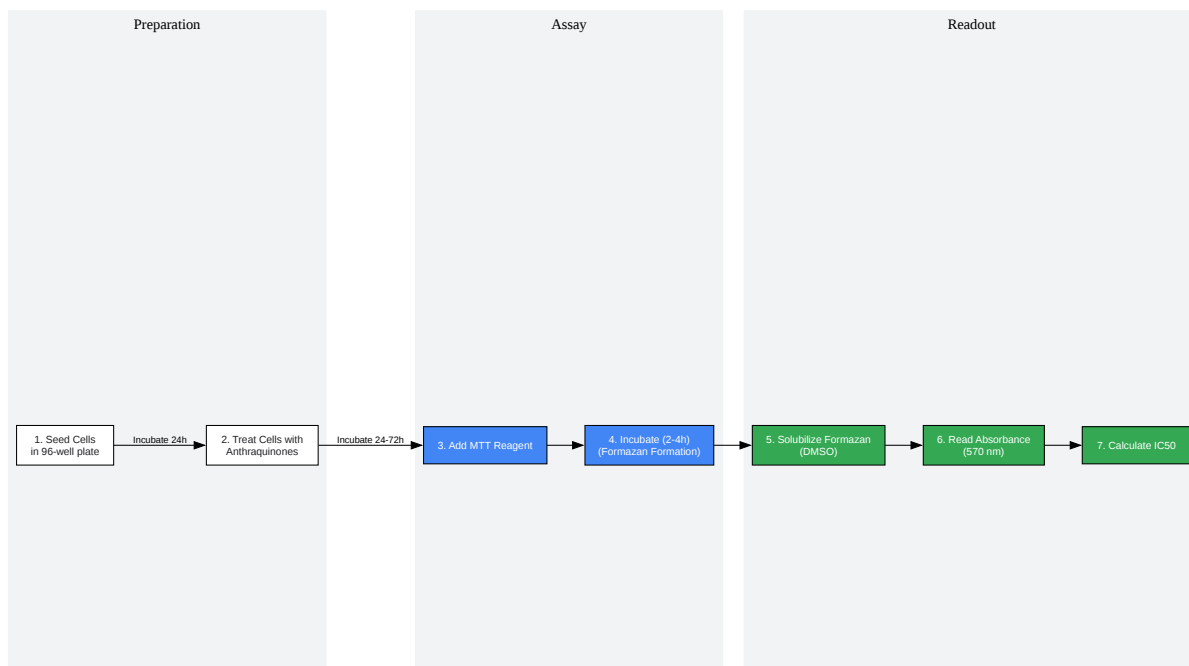 Preparation
Assay
Readout
1. Seed Cells
in 96-well plate
Incubate 24h
2. Treat Cells with
Anthraquinones
Incubate 24-72h
3. Add MTT Reagent
4. Incubate (2-4h)
(Formazan Formation)
5. Solubilize Formazan
(DMSO)
6. Read Absorbance
(570 nm)
7. Calculate IC50